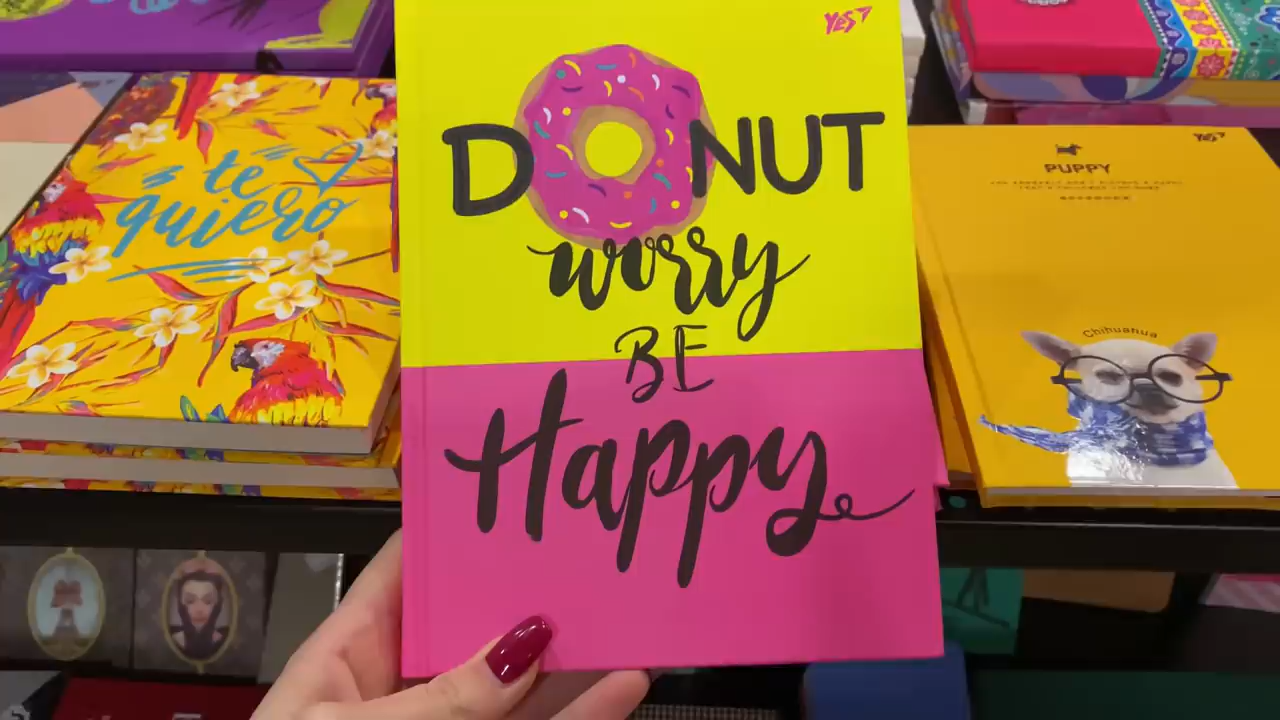 YES
DONUT
worry
BE
Happy
te
quiero
YES
PUPPY
Chihuahua